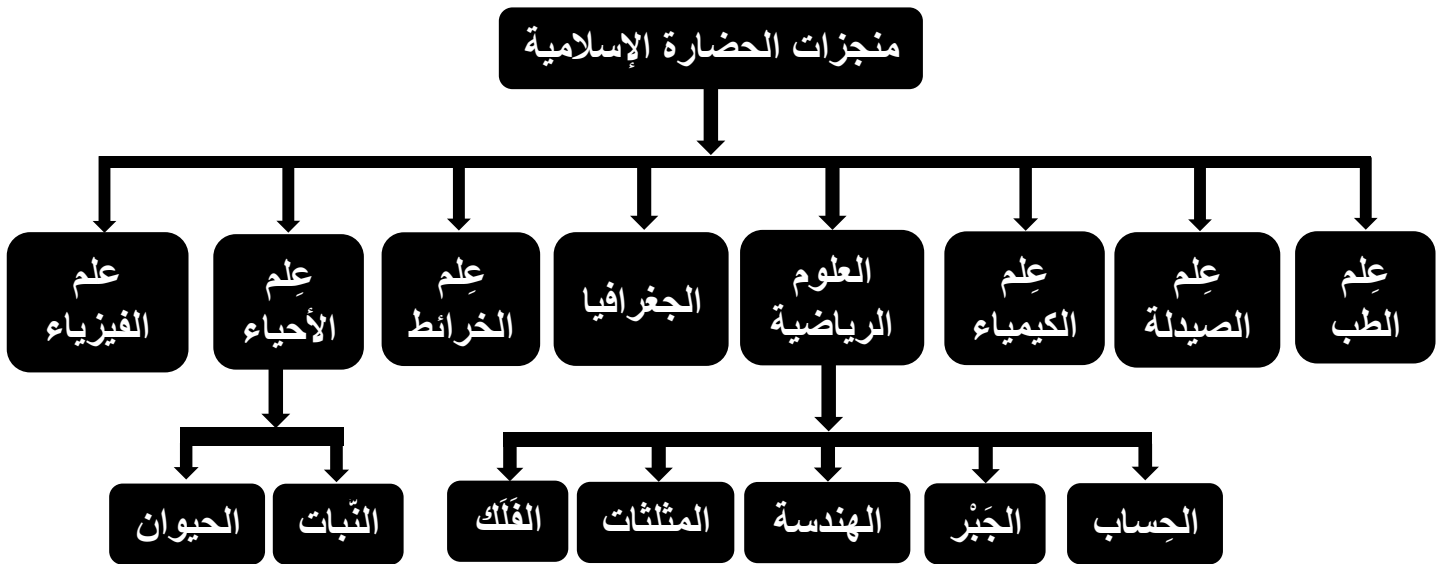 منجزات الحضارة الإسلامية
عِلم
الطب
عِلم
الصيدلة
عِلم
الكيمياء
العلوم
الرياضية
الجغرافيا
عِلم
الخرائط
عِلم
الأحياء
علم
الفيزياء
الحِساب
الجَبْر
الهندسة
المثلثات
الفَلَك
النّبات
الحيوان